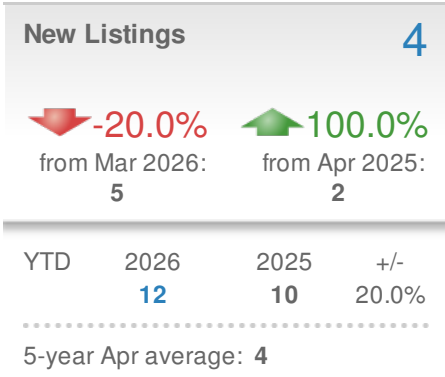 New Listings 4
-20.0% 100.0%
from Mar 2026: from Apr 2025:
5 2
YTD 2026 2025 +/-
12 10 20.0%
5-year Apr average: 4